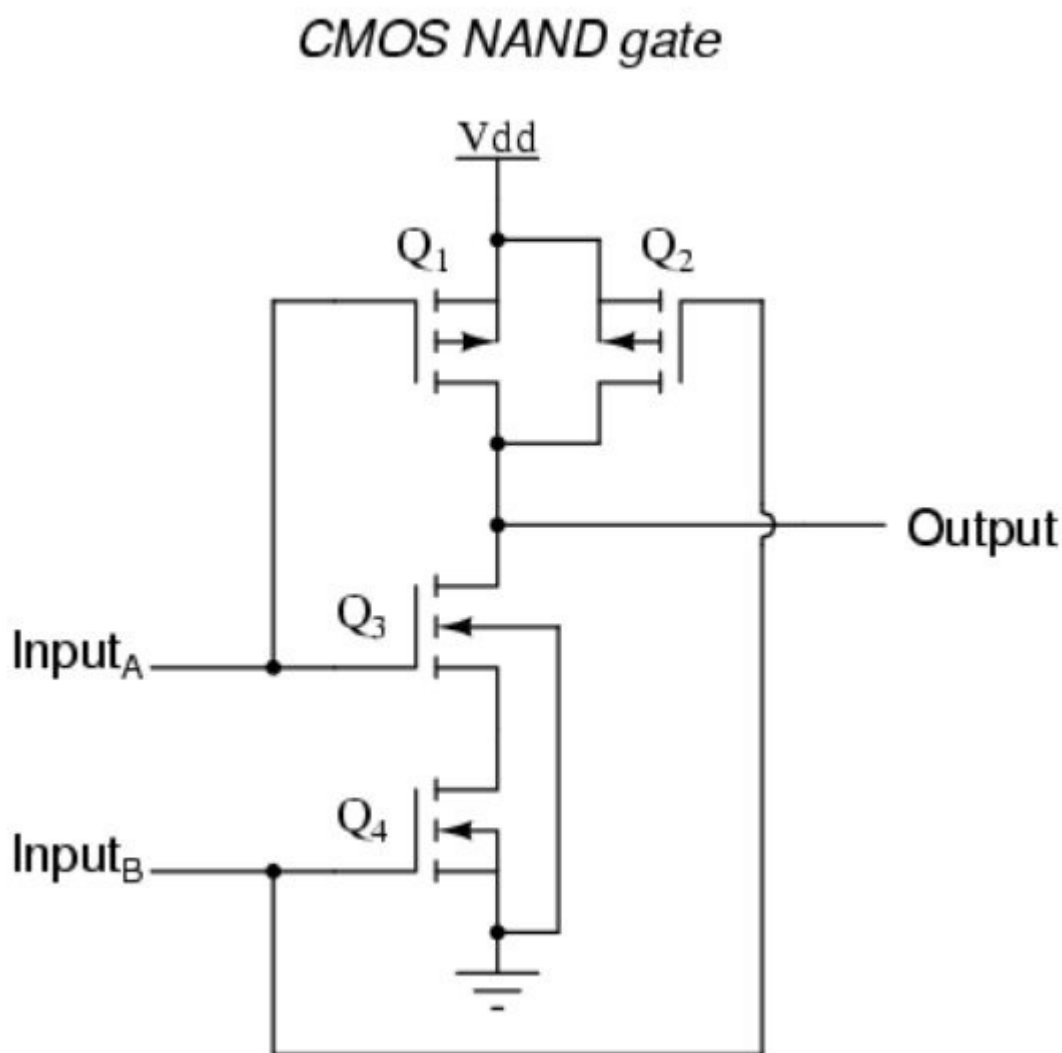 CMOS NAND gate
Vdd
Q1
Q2
Output
Q3
InputA
Q4
InputB